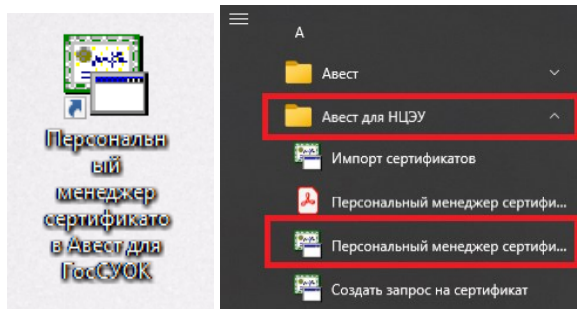 Персональн
ый
менеджер
сертификато
в Авест для
ГосСУОК
А
Авест
Авест для НЦЭУ
Импорт сертификатов
Персональный менеджер сертифи...
Персональный менеджер сертифи...
Создать запрос на сертификат